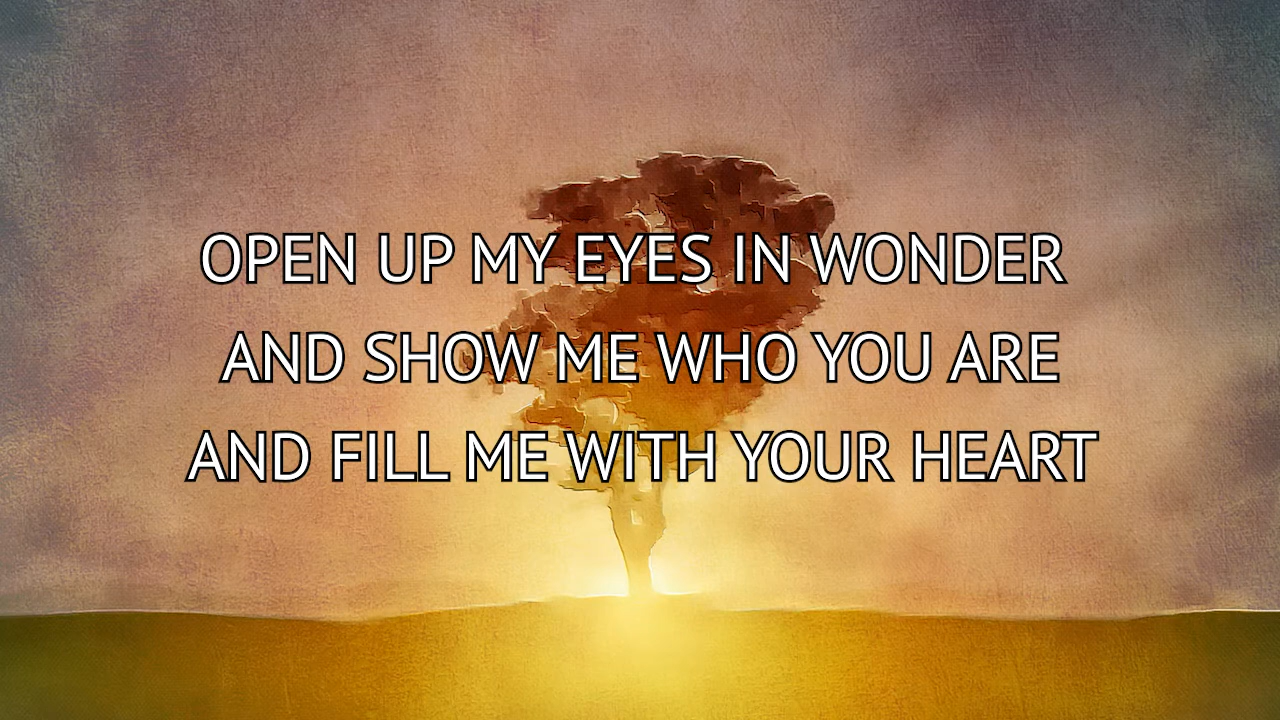 OPEN UP MY EYES IN WONDER
AND SHOW ME WHO YOU ARE
AND FILL ME WITH YOUR HEART